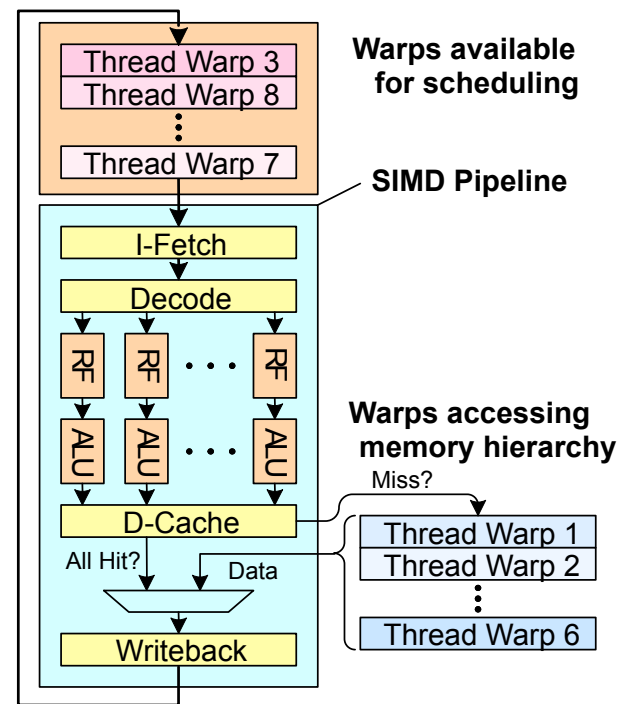 Warps available
for scheduling
Thread Warp 3
Thread Warp 8
Thread Warp 7
SIMD Pipeline
I-Fetch
Decode
RF
RF
RF
ALU
ALU
ALU
Warps accessing
memory hierarchy
Miss?
D-Cache
Thread Warp 1
All Hit?
Data
Thread Warp 2
Thread Warp 6
Writeback